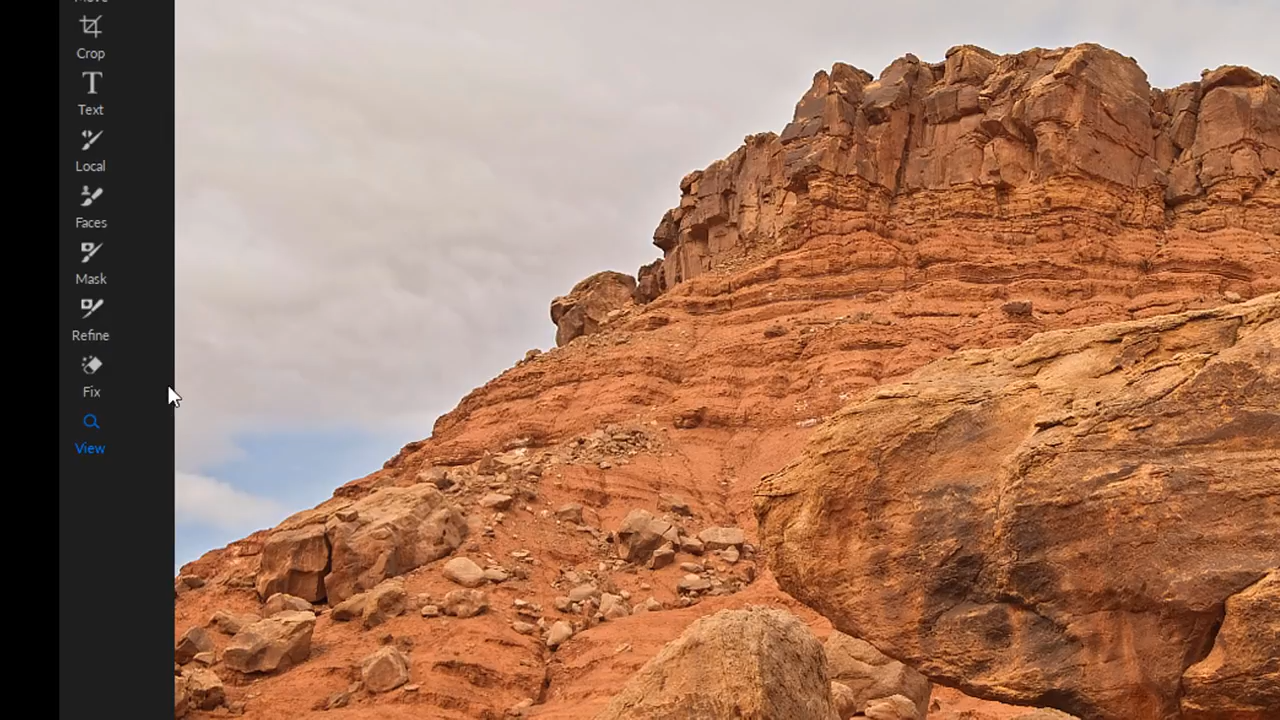 Crop
Text
Local
Faces
Mask
Refine
Fix
View